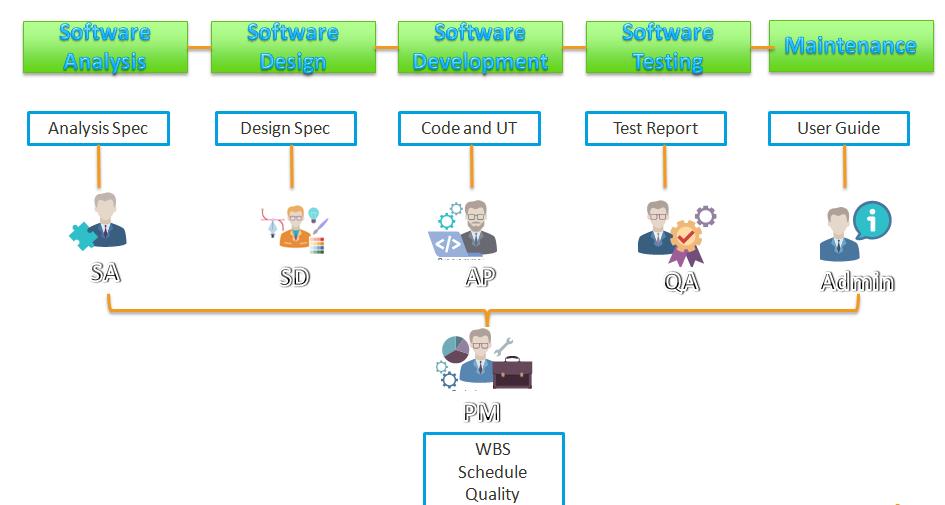 Software
Analysis
Software
Design
Software
Development
Software
Testing
Maintenance
Analysis Spec
Design Spec
Code and UT
Test Report
User Guide
</>
SA
SD
AP
QA
Admin
PM
WBS
Schedule
Quality